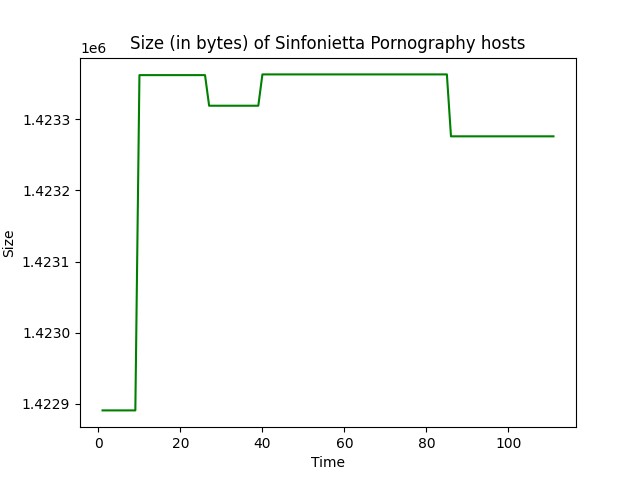 Size (in bytes) of Sinfonietta Pornography hosts
1e6
1.4233
1.4232
1.4231
1.4230
1.4229
Size
0 20 40 60 80 100
Time